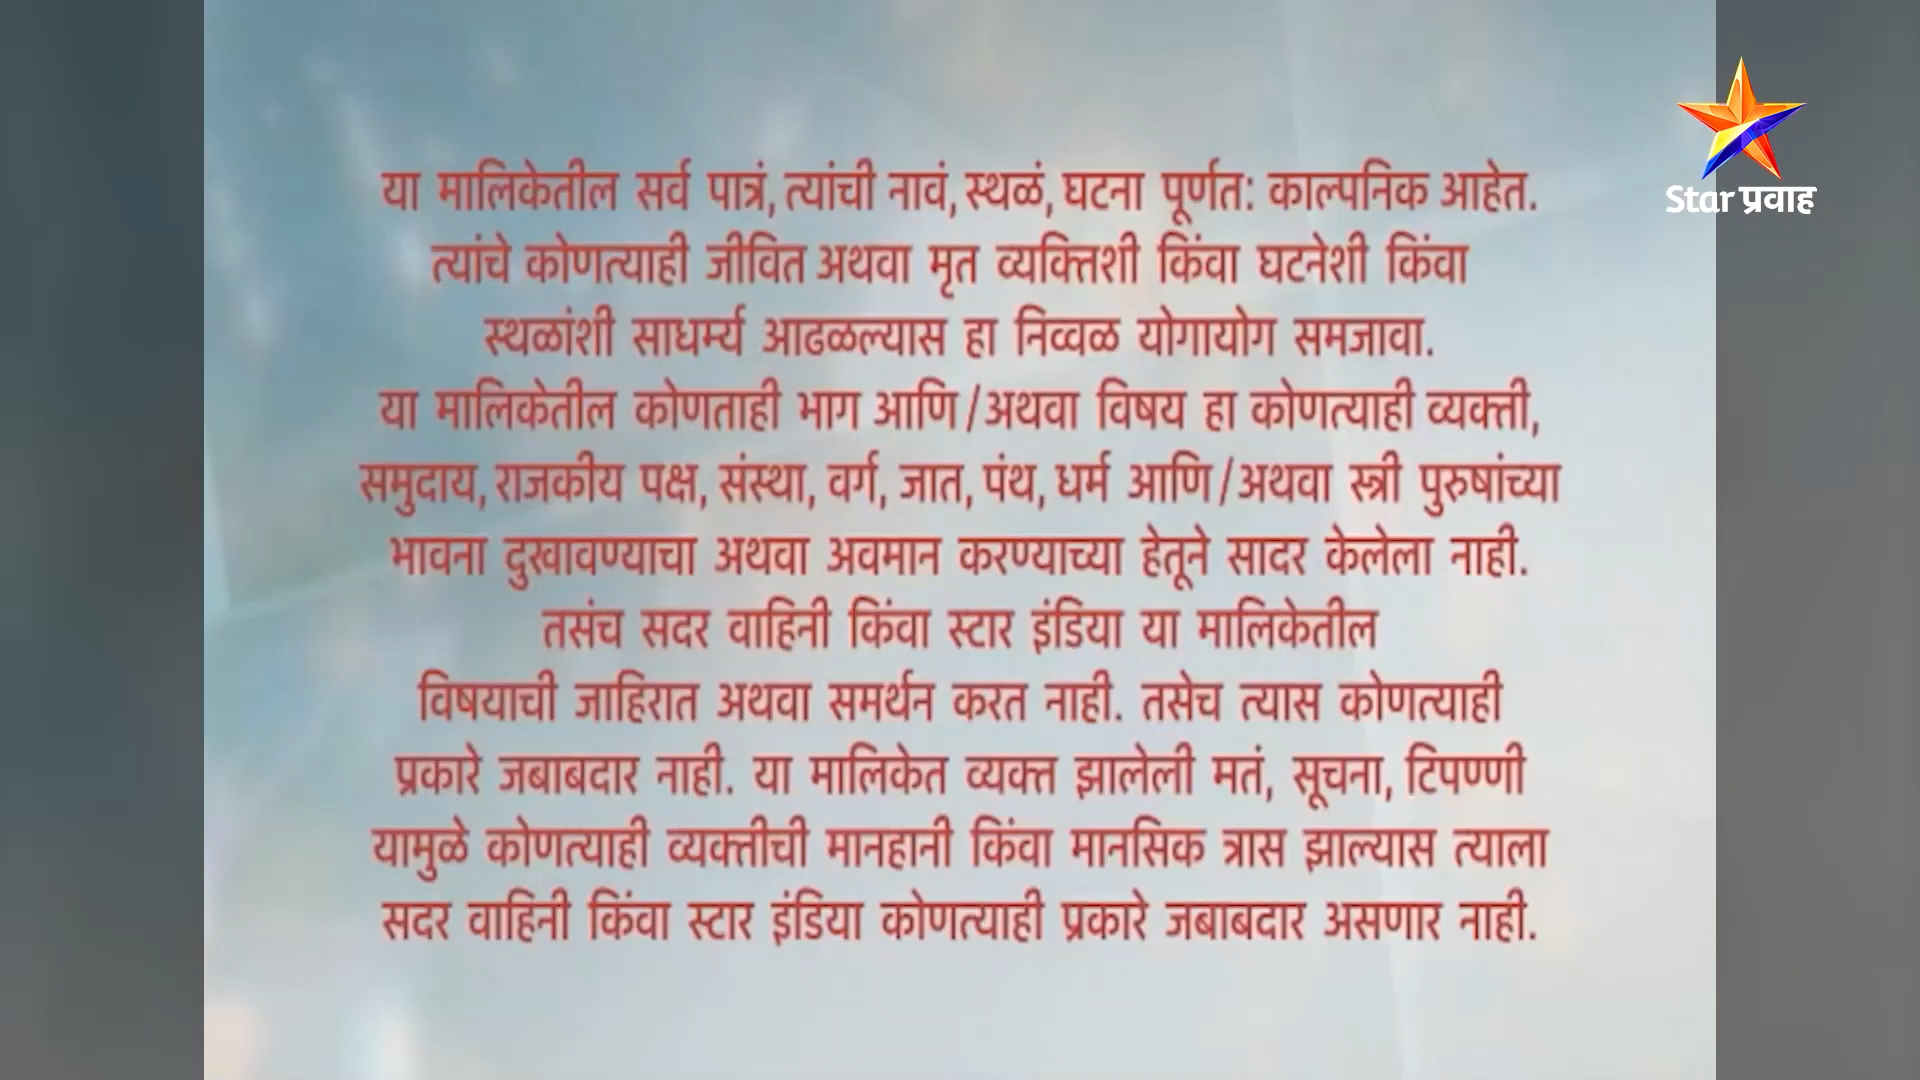 Star प्रवाह
या मालिकेतील सर्व पात्रं, त्यांची नावं, स्थळं, घटना पूर्णत: काल्पनिक आहेत.
त्यांचे कोणत्याही जीवित अथवा मृत व्यक्तिशी किंवा घटनेशी किंवा
स्थळांशी साधर्म्य आढळल्यास हा निव्वळ योगायोग समजावा.
या मालिकेतील कोणताही भाग आणि/अथवा विषय हा कोणत्याही व्यक्ती,
समुदाय, राजकीय पक्ष, संस्था, वर्ग, जात, पंथ, धर्म आणि/अथवा स्त्री पुरुषांच्या
भावना दुखावण्याचा अथवा अवमान करण्याच्या हेतूने सादर केलेला नाही.
तसंच सदर वाहिनी किंवा स्टार इंडिया या मालिकेतील
विषयाची जाहिरात अथवा समर्थन करत नाही. तसेच त्यास कोणत्याही
प्रकारे जबाबदार नाही. या मालिकेत व्यक्त झालेली मतं, सूचना, टिपण्णी
यामुळे कोणत्याही व्यक्तीची मानहानी किंवा मानसिक त्रास झाल्यास त्याला
सदर वाहिनी किंवा स्टार इंडिया कोणत्याही प्रकारे जबाबदार असणार नाही.